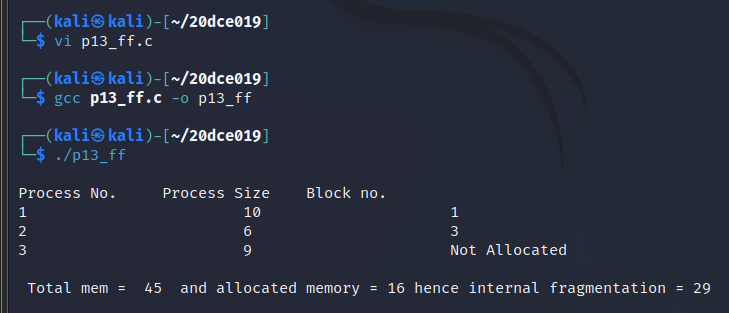 ┌──(kali㉿kali)-[~/20dce019]
└─$ vi p13_ff.c
┌──(kali㉿kali)-[~/20dce019]
└─$ gcc p13_ff.c -o p13_ff
┌──(kali㉿kali)-[~/20dce019]
└─$ ./p13_ff
Process No. Process Size Block no.
1 10 1
2 6 3
3 9 Not Allocated
Total mem = 45 and allocated memory = 16 hence internal fragmentation = 29